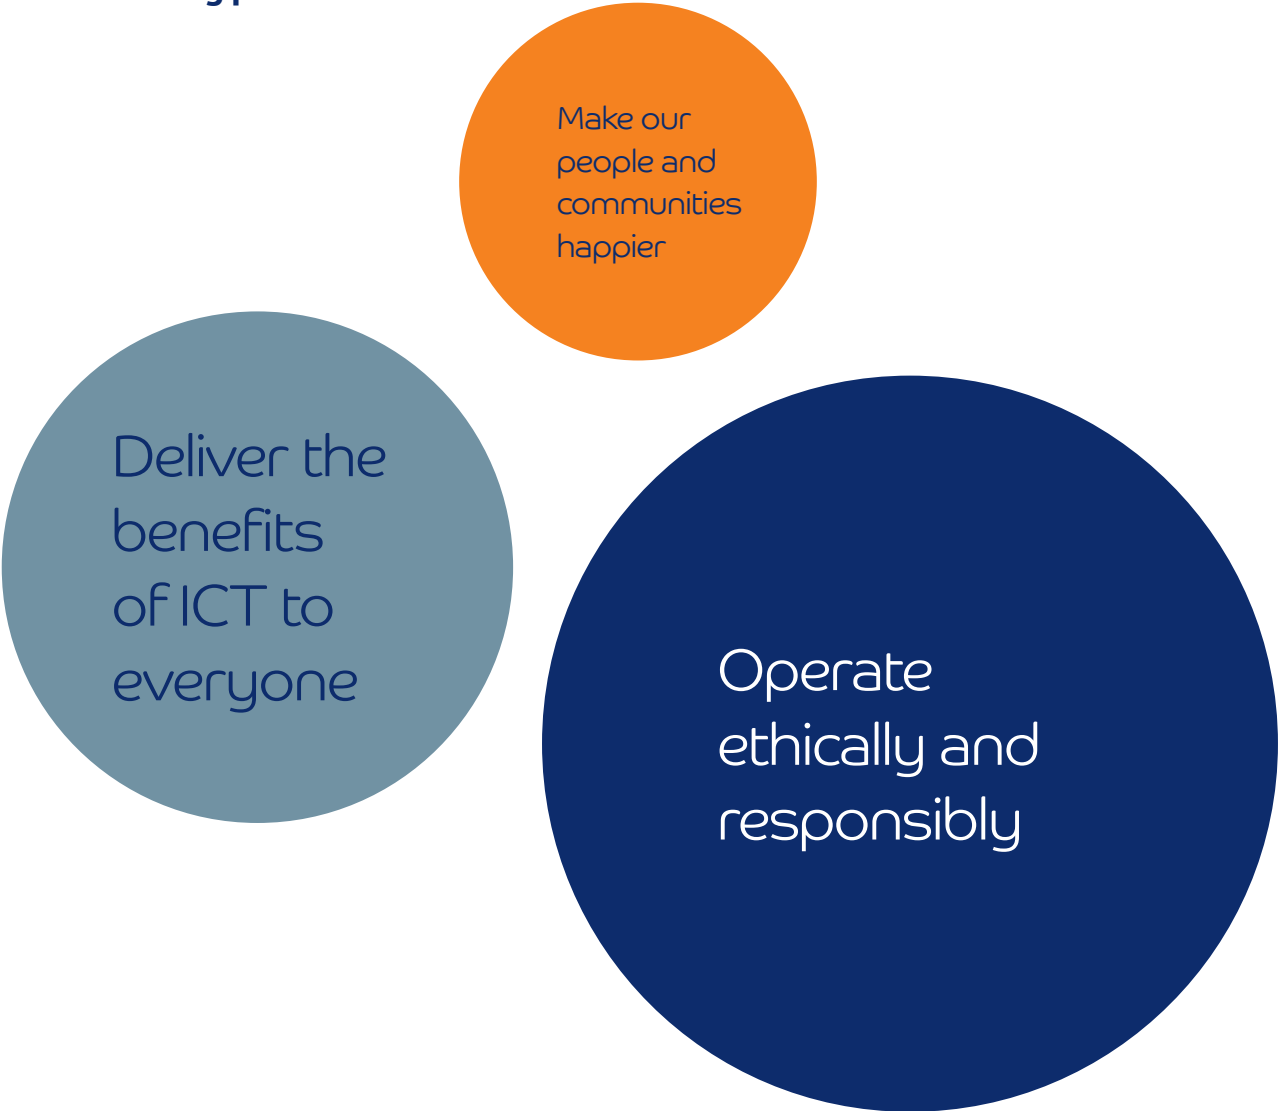 Make our
people and
communities
happier
Deliver the
benefits
of ICT to
everyone
Operate
ethically and
responsibly